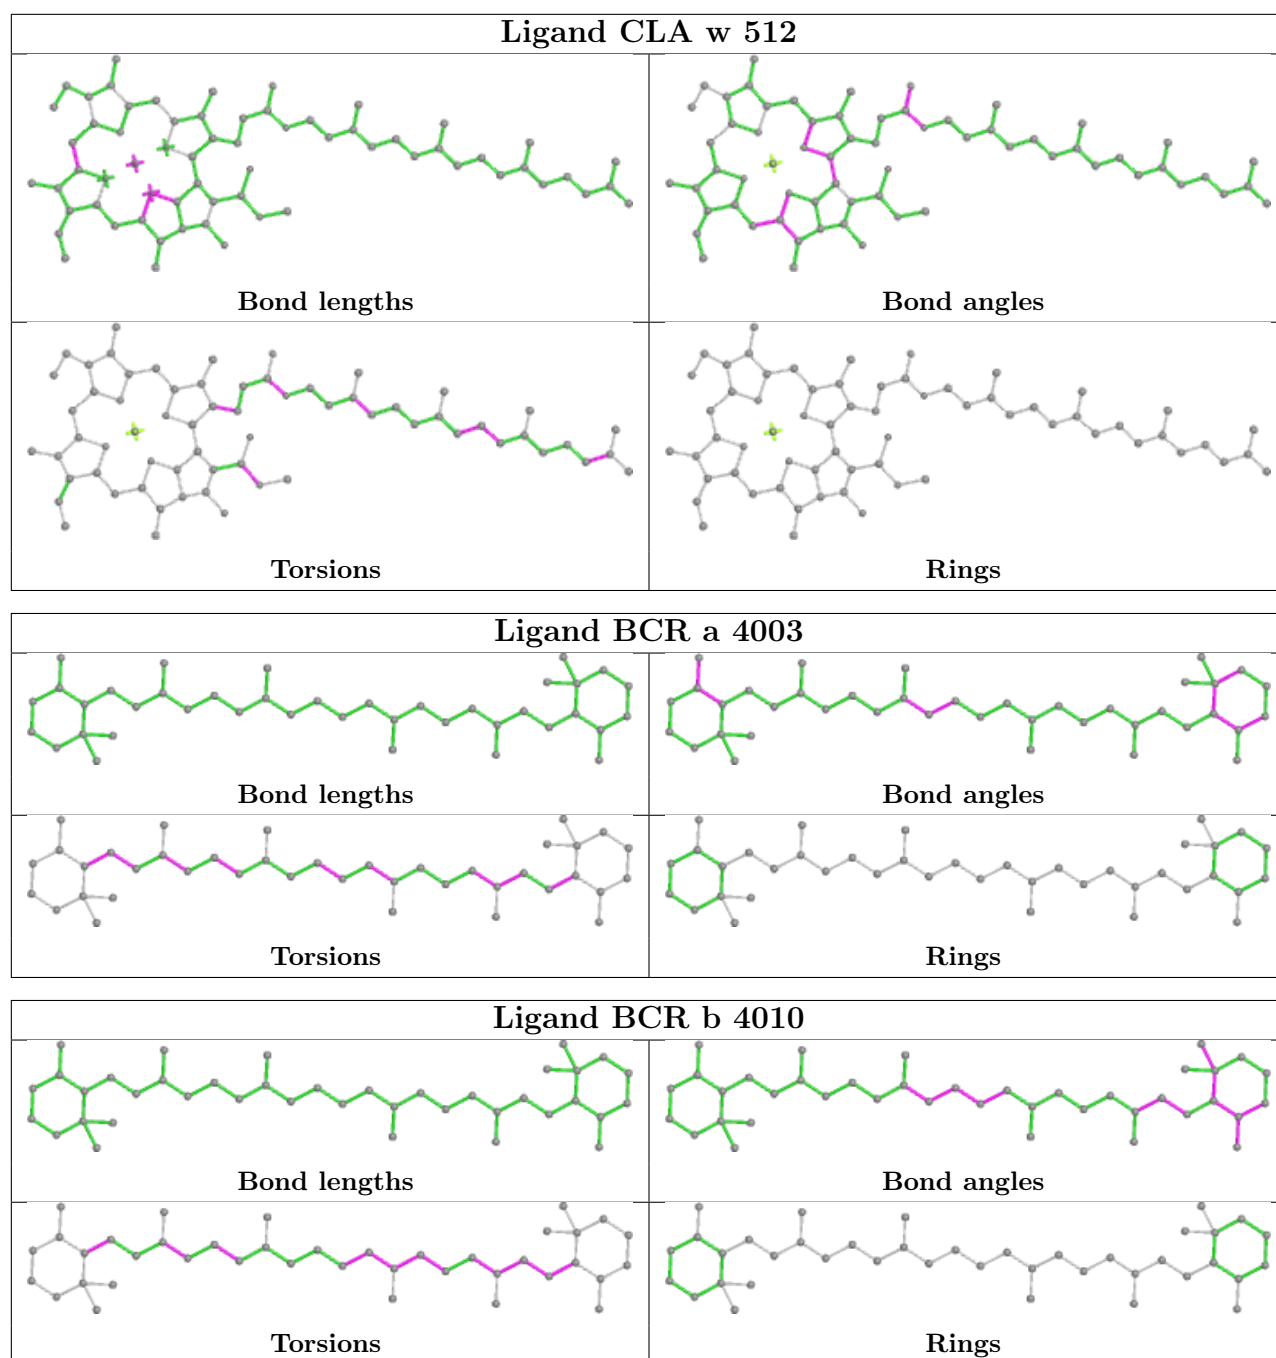 Ligand CLA w 512
Bond lengths
Bond angles
Torsions
Rings
Ligand BCR a 4003
Bond lengths
Bond angles
Torsions
Rings
Ligand BCR b 4010
Bond lengths
Bond angles
Torsions
Rings